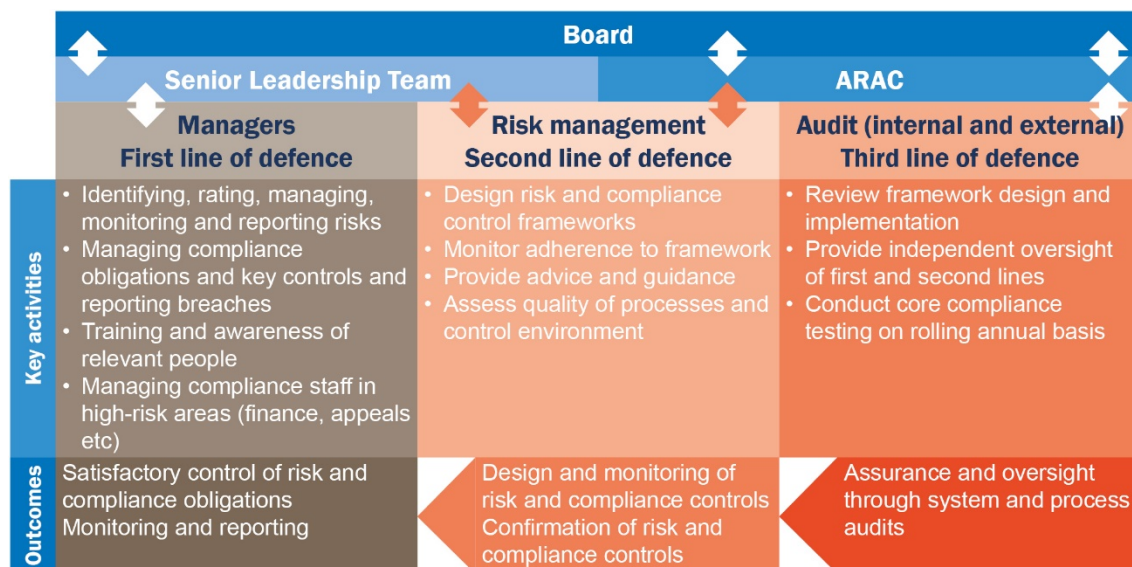 Board
Senior Leadership Team
ARAC
Managers
First line of defence
Risk management
Second line of defence
Audit (internal and external)
Third line of defence
Key activities
• Identifying, rating, managing,
monitoring and reporting risks
• Managing compliance
obligations and key controls and
reporting breaches
• Training and awareness of
relevant people
• Managing compliance staff in
high-risk areas (finance, appeals
etc)
• Design risk and compliance
control frameworks
• Monitor adherence to framework
• Provide advice and guidance
• Assess quality of processes and
control environment
• Review framework design and
implementation
• Provide independent oversight
of first and second lines
• Conduct core compliance
testing on rolling annual basis
Outcomes
Satisfactory control of risk and
compliance obligations
Monitoring and reporting
Design and monitoring of
risk and compliance controls
Confirmation of risk and
compliance controls
Assurance and oversight
through system and process
audits